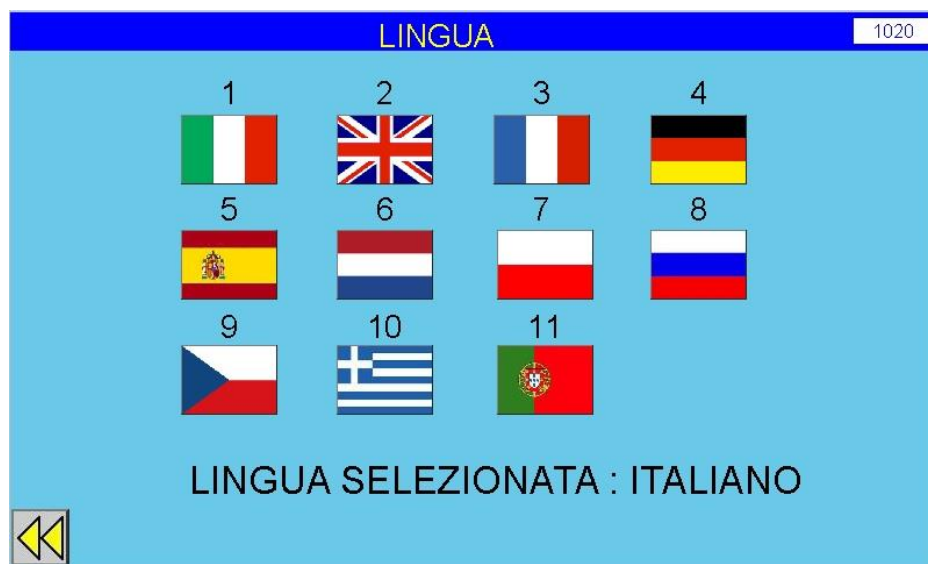 LINGUA
1020
1 2 3 4
5 6 7 8
9 10 11
LINGUA SELEZIONATA : ITALIANO